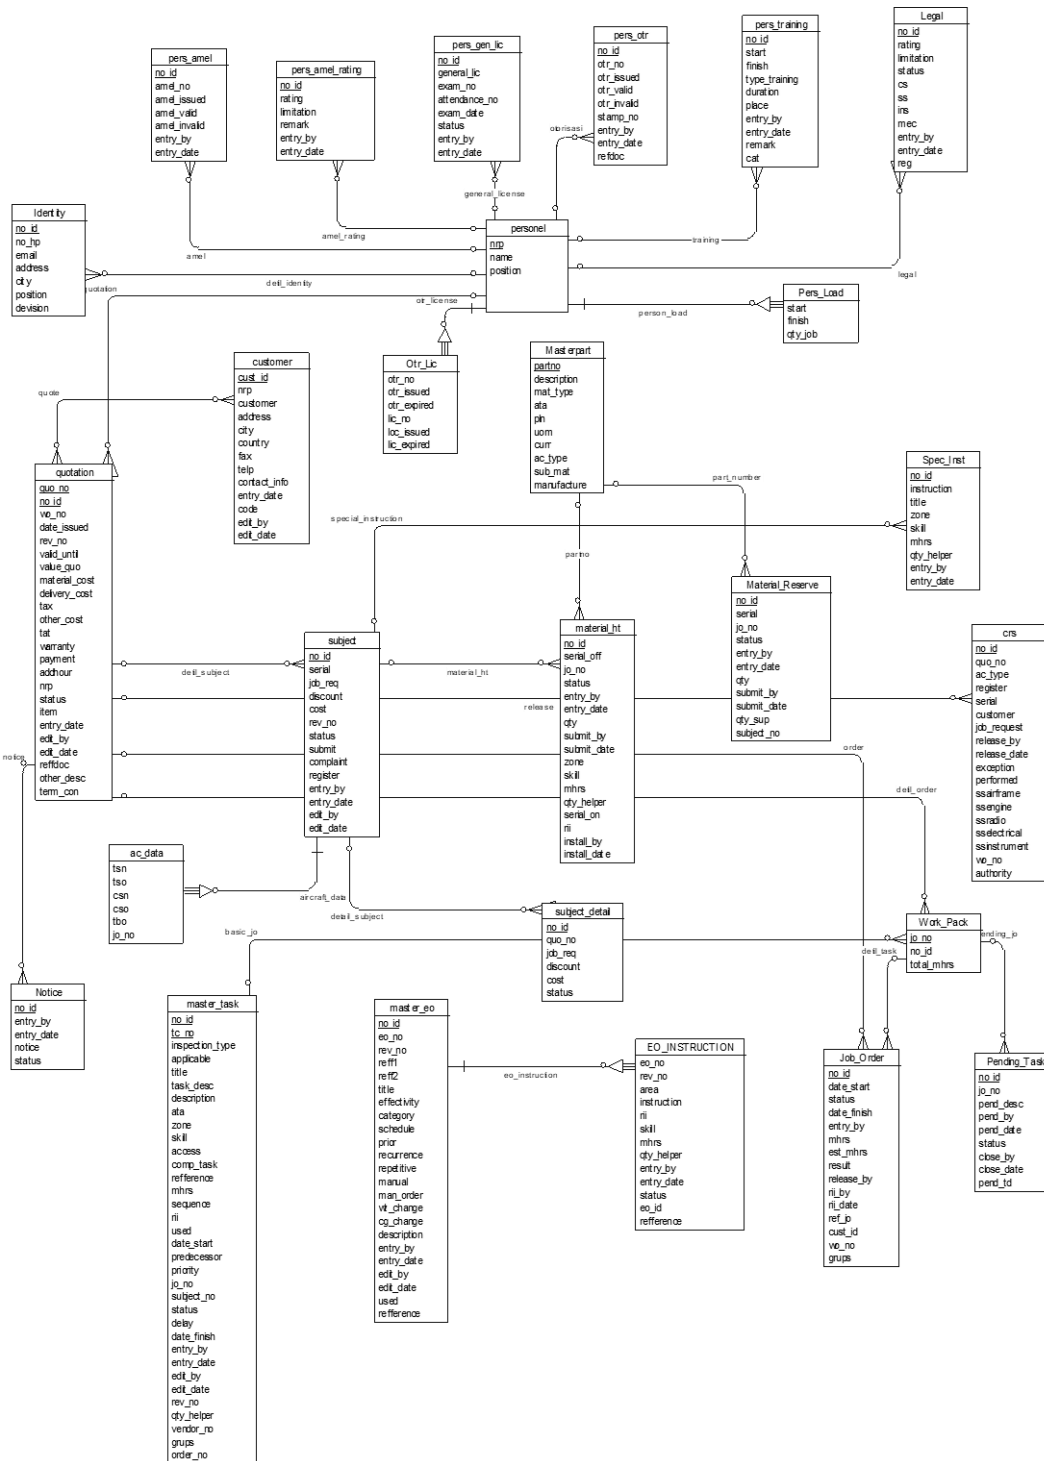 pers_amel
no_id
amel_no
amel_issued
amel_valid
amel_invalid
entry_by
entry_date
pers_amel_rating
no_id
rating
limitation
remark
entry_by
entry_date
pers_gen_lic
no_id
general_lic
exam_no
attendance_no
exam_date
status
entry_by
entry_date
pers_otr
no_id
otr_no
otr_issued
otr_valid
otr_invalid
stamp_no
entry_by
entry_date
refdoc
pers_training
no_id
start
finish
type_training
duration
place
entry_by
entry_date
remark
cat
Legal
no_id
rating
limitation
status
cs
ss
ins
mec
entry_by
entry_date
reg
otorisasi
general_license
amel_rating
amel
training
legal
Identity
no_id
no_hp
email
address
city
position
devision
personel
nrp
name
position
detil_identity
quotation
otr_license
person_load
Pers_Load
start
finish
qty_job
Otr_Lic
otr_no
otr_issued
otr_expired
lic_no
loc_issued
lic_expired
Masterpart
partno
description
mat_type
ata
pln
uom
curr
ac_type
sub_mat
manufacture
customer
cust_id
nrp
customer
address
city
country
fax
telp
contact_info
entry_date
code
edit_by
edit_date
quote
quotation
quo_no
no_id
wo_no
date_issued
rev_no
valid_until
value_quo
material_cost
delivery_cost
tax
other_cost
tat
warranty
payment
addhour
nrp
status
item
entry_date
edit_by
edit_date
reffdoc
other_desc
term_con
special_instruction
part_number
partno
Spec_Inst
no_id
instruction
title
zone
skill
mhrs
qty_helper
entry_by
entry_date
Material_Reserve
no_id
serial
jo_no
status
entry_by
entry_date
qty
submit_by
submit_date
qty_sup
subject_no
subject
no_id
serial
job_req
discount
cost
rev_no
status
submit
complaint
register
entry_by
entry_date
edit_by
edit_date
material_ht
no_id
serial_off
jo_no
status
entry_by
entry_date
qty
submit_by
submit_date
zone
skill
mhrs
qty_helper
serial_on
rii
install_by
install_date
crs
no_id
quo_no
ac_type
register
serial
customer
job_request
release_by
release_date
exception
performed
ssairframe
ssengine
ssradio
sselectrical
ssinstrument
wo_no
authority
detil_subject
material_ht
release
notice
order
detil_order
ac_data
tsn
tso
csn
cso
tbo
jo_no
aircraft_data
detail_subject
basic_jo
subject_detail
no_id
quo_no
job_req
discount
cost
status
Work_Pack
jo_no
no_id
total_mhrs
detil_task
ending_jo
Notice
no_id
entry_by
entry_date
notice
status
master_task
no_id
tc_no
inspection_type
applicable
title
task_desc
description
ata
zone
skill
access
comp_task
refference
mhrs
sequence
rii
used
date_start
predecessor
priority
jo_no
subject_no
status
delay
date_finish
entry_by
entry_date
edit_by
edit_date
rev_no
qty_helper
vendor_no
grups
order_no
master_eo
no_id
eo_no
rev_no
reff1
reff2
title
effectivity
category
schedule
prior
recurrence
repetitive
manual
man_order
wt_change
cg_change
description
entry_by
entry_date
edit_by
edit_date
used
refference
eo_instruction
EO_INSTRUCTION
eo_no
rev_no
area
instruction
rii
skill
mhrs
qty_helper
entry_by
entry_date
status
eo_id
refference
Job_Order
no_id
date_start
status
date_finish
entry_by
mhrs
est_mhrs
result
release_by
rii_by
rii_date
ref_jo
cust_id
wo_no
grups
Pending_Task
no_id
jo_no
pend_desc
pend_by
pend_date
status
close_by
close_date
pend_td